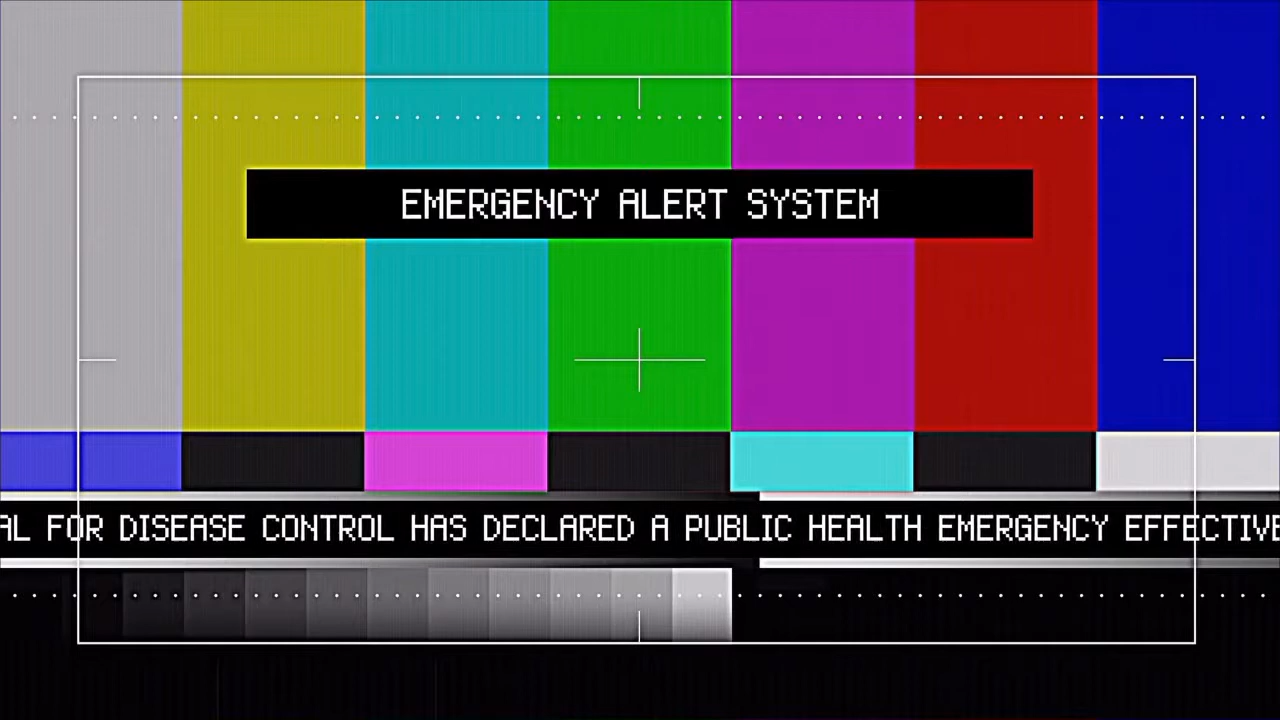 EMERGENCY ALERT SYSTEM
AL FOR DISEASE CONTROL HAS DECLARED A PUBLIC HEALTH EMERGENCY EFFECTIVE